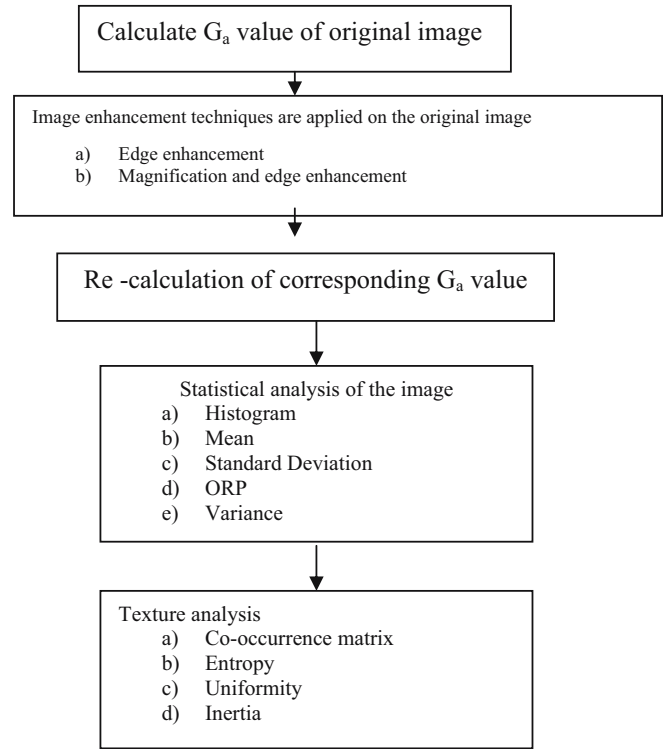 Calculate Ga value of original image
Image enhancement techniques are applied on the original image
a) Edge enhancement
b) Magnification and edge enhancement
Re -calculation of corresponding Ga value
Statistical analysis of the image
a) Histogram
b) Mean
c) Standard Deviation
d) ORP
e) Variance
Texture analysis
a) Co-occurrence matrix
b) Entropy
c) Uniformity
d) Inertia